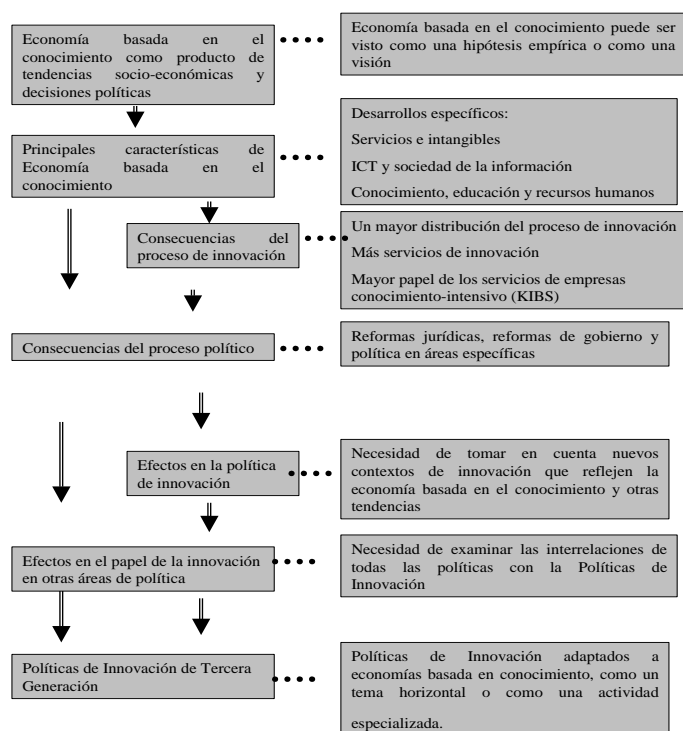 Economía basada en el
conocimiento como producto de
tendencias socio-económicas y
decisiones políticas
Economía basada en el conocimiento puede ser
visto como una hipótesis empírica o como una
visión
Principales características de
Economía basada en el
conocimiento
Desarrollos específicos:
Servicios e intangibles
ICT y sociedad de la información
Conocimiento, educación y recursos humanos
Consecuencias del
proceso de innovación
Un mayor distribución del proceso de innovación
Más servicios de innovación
Mayor papel de los servicios de empresas
conocimiento-intensivo (KIBS)
Consecuencias del proceso político
Reformas jurídicas, reformas de gobierno y
política en áreas específicas
Efectos en la política
de innovación
Necesidad de tomar en cuenta nuevos
contextos de innovación que reflejen la
economía basada en el conocimiento y otras
tendencias
Efectos en el papel de la innovación
en otras áreas de política
Necesidad de examinar las interrelaciones de
todas las políticas con la Políticas de
Innovación
Políticas de Innovación de Tercera
Generación
Políticas de Innovación adaptados a
economías basada en conocimiento, como un
tema horizontal o como una actividad
especializada.